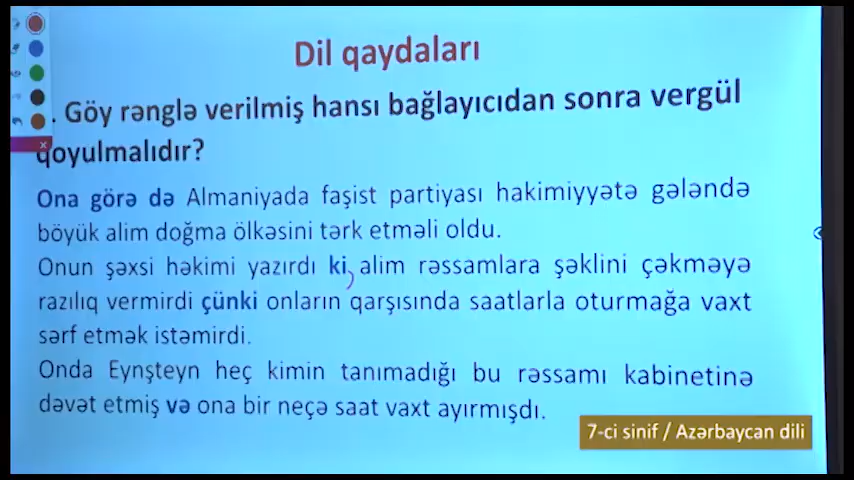 Dil qaydaları
. Göy rənglə verilmiş hansı bağlayıcıdan sonra vergül
qoyulmalıdır?
Ona görə də Almaniyada faşist partiyası hakimiyyətə gələndə
böyük alim doğma ölkəsini tərk etməli oldu.
Onun şəxsi həkimi yazırdı ki, alim rəssamlara şəklini çəkməyə
razılıq vermirdi çünki onların qarşısında saatlarla oturmağa vaxt
sərf etmək istəmirdi.
Onda Eynşteyn heç kimin tanımadığı bu rəssamı kabinetinə
dəvət etmiş və ona bir neçə saat vaxt ayırmışdı.
7-ci sinif / Azərbaycan dili